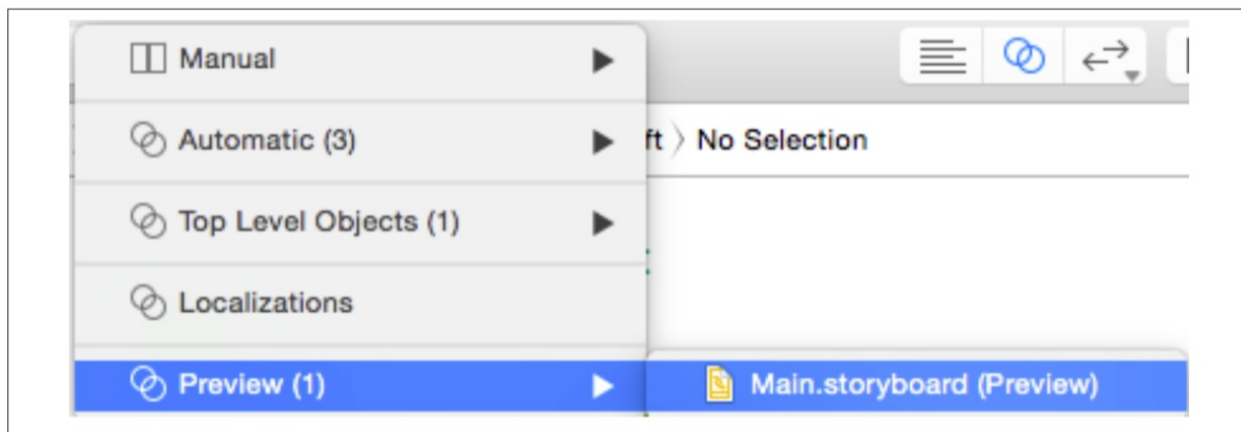 Manual
Automatic (3)
ft 〉 No Selection
Top Level Objects (1)
Localizations
Preview (1)
Main.storyboard (Preview)